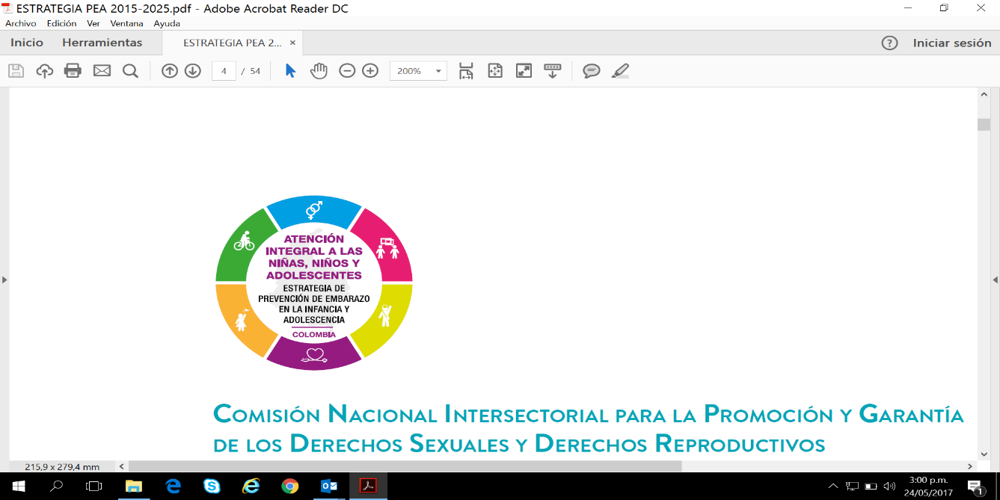 ESTRATEGIA PEA 2015-2025.pdf - Adobe Acrobat Reader DC
Archivo Edición Ver Ventana Ayuda
Inicio Herramientas ESTRATEGIA PEA 2... × ? Iniciar sesión
4 / 54 200%
ATENCIÓN
INTEGRAL A LAS
NIÑAS, NIÑOS Y
ADOLESCENTES
ESTRATEGIA DE
PREVENCIÓN DE EMBARAZO
EN LA INFANCIA Y
ADOLESCENCIA
COLOMBIA
COMISIÓN NACIONAL INTERSECTORIAL PARA LA PROMOCIÓN Y GARANTÍA
DE LOS DERECHOS SEXUALES Y DERECHOS REPRODUCTIVOS
215,9 x 279,4 mm
3:00 p.m.
24/05/2017
1